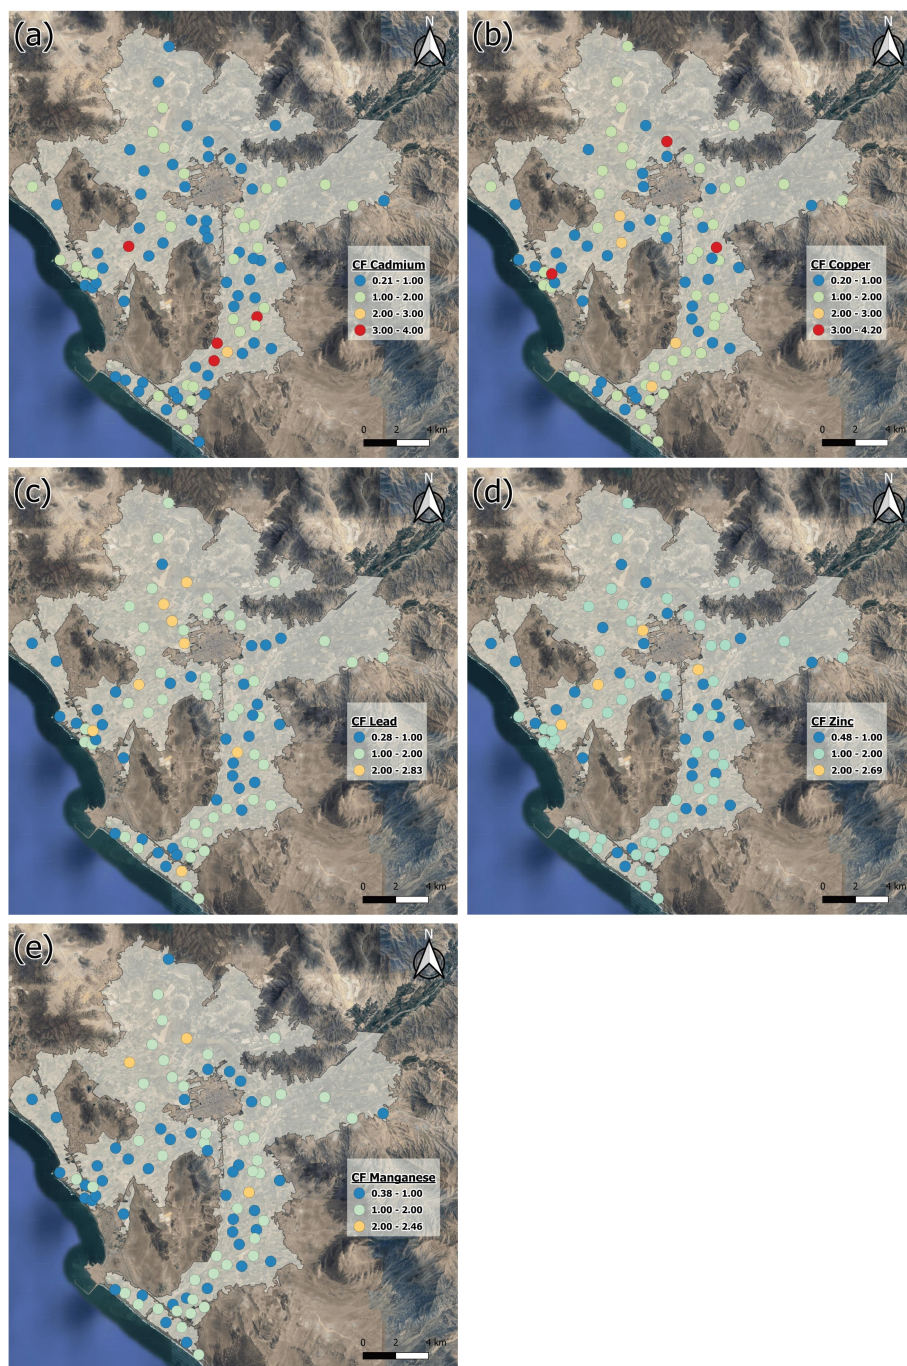 (a)
N
CF Cadmium
0.21 - 1.00
1.00 - 2.00
2.00 - 3.00
3.00 - 4.00
0 2 4 km
(b)
N
CF Copper
0.20 - 1.00
1.00 - 2.00
2.00 - 3.00
3.00 - 4.20
0 2 4 km
(c)
N
CF Lead
0.28 - 1.00
1.00 - 2.00
2.00 - 2.83
0 2 4 km
(d)
N
CF Zinc
0.48 - 1.00
1.00 - 2.00
2.00 - 2.69
0 2 4 km
(e)
N
CF Manganese
0.38 - 1.00
1.00 - 2.00
2.00 - 2.46
0 2 4 km